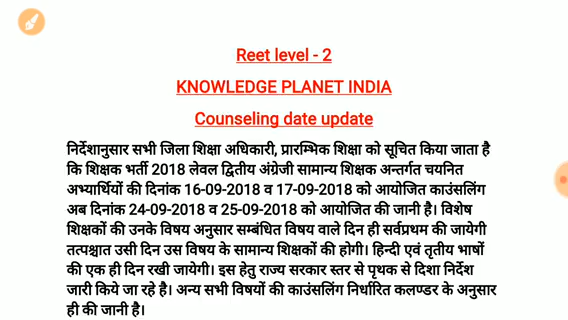 Reet level - 2
KNOWLEDGE PLANET INDIA
Counseling date update
निर्देशानुसार सभी जिला शिक्षा अधिकारी, प्रारम्भिक शिक्षा को सूचित किया जाता है
कि शिक्षक भर्ती 2018 लेवल द्वितीय अंग्रेजी सामान्य शिक्षक अन्तर्गत चयनित
अभ्यार्थियों की दिनांक 16-09-2018 व 17-09-2018 को आयोजित काउंसलिंग
अब दिनांक 24-09-2018 व 25-09-2018 को आयोजित की जानी है। विशेष
शिक्षकों की उनके विषय अनुसार सम्बंधित विषय वाले दिन ही सर्वप्रथम की जायेगी
तत्पश्चात उसी दिन उस विषय के सामान्य शिक्षकों की होगी। हिन्दी एवं तृतीय भाषों
की एक ही दिन रखी जायेगी। इस हेतु राज्य सरकार स्तर से पृथक से दिशा निर्देश
जारी किये जा रहे है। अन्य सभी विषयों की काउंसलिंग निर्धारित कलण्डर के अनुसार
ही की जानी है।